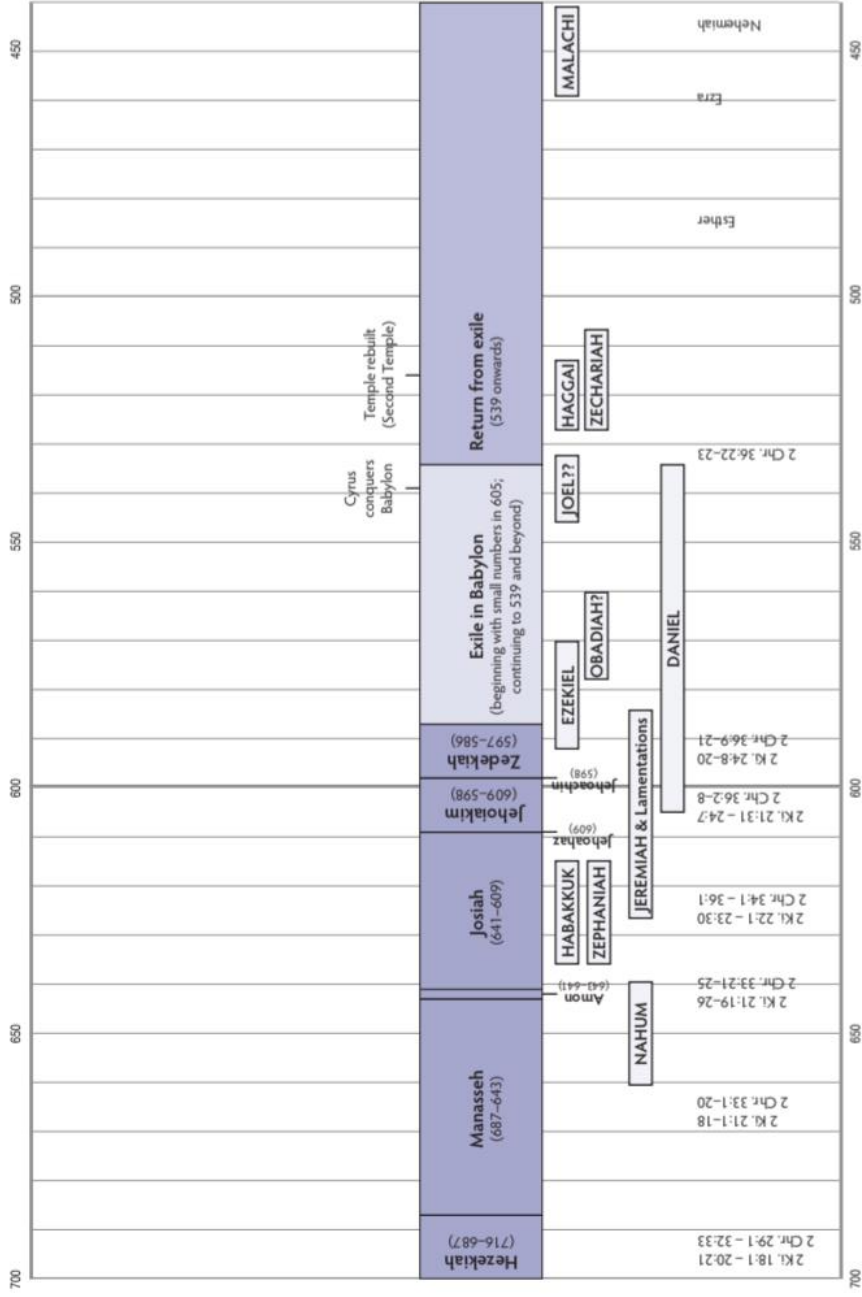 700
650
600
550
500
450
Cyrus
conquers
Babylon
Temple rebuilt
(Second Temple)
Hezekiah
(716–687)
Manasseh
(687–643)
Amon
(643–641)
Josiah
(641–609)
Jehoahaz
(609)
Jehoiakim
(609–598)
Jehoachin
(598)
Zedekiah
(597–586)
Exile in Babylon
(beginning with small numbers in 605;
continuing to 539 and beyond)
Return from exile
(539 onwards)
NAHUM
HABAKKUK
ZEPHANIAH
JEREMIAH & Lamentations
EZEKIEL
OBADIAH?
DANIEL
JOEL??
HAGGAI
ZECHARIAH
MALACHI
2 Ki. 18:1 – 20:21
2 Chr. 29:1 – 32:33
2 Ki. 21:1–18
2 Chr. 33:1–20
2 Ki. 21:19–26
2 Chr. 33:21–25
2 Ki. 22:1 – 23:30
2 Chr. 34:1 – 36:1
2 Ki. 21:31 – 24:7
2 Chr. 36:2–8
2 Ki. 24:8–20
2 Chr. 36:9–21
2 Chr. 36:22–23
Esther
Ezra
Nehemiah
700
650
600
550
500
450